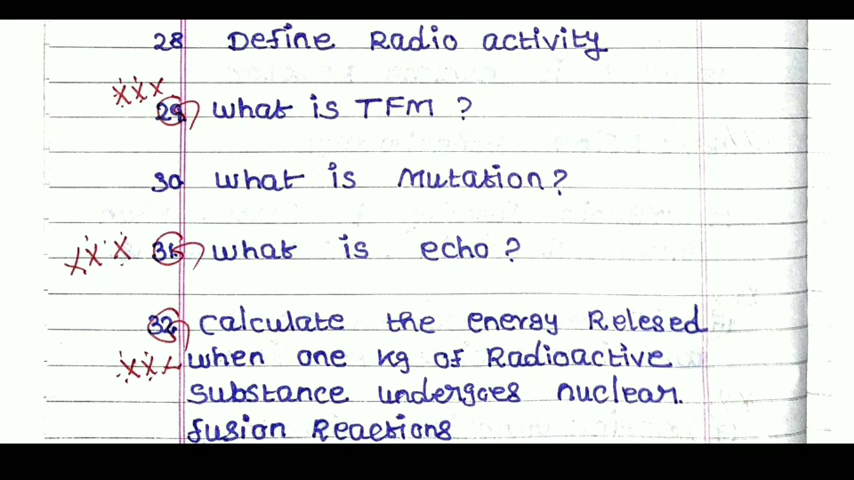 28 Define Radio activity
29 What is TFM ?
30 What is Mutation?
31 What is echo?
32 Calculate the energy Relesed
when one kg of Radioactive
substance undergoes nuclear
fusion Reactions